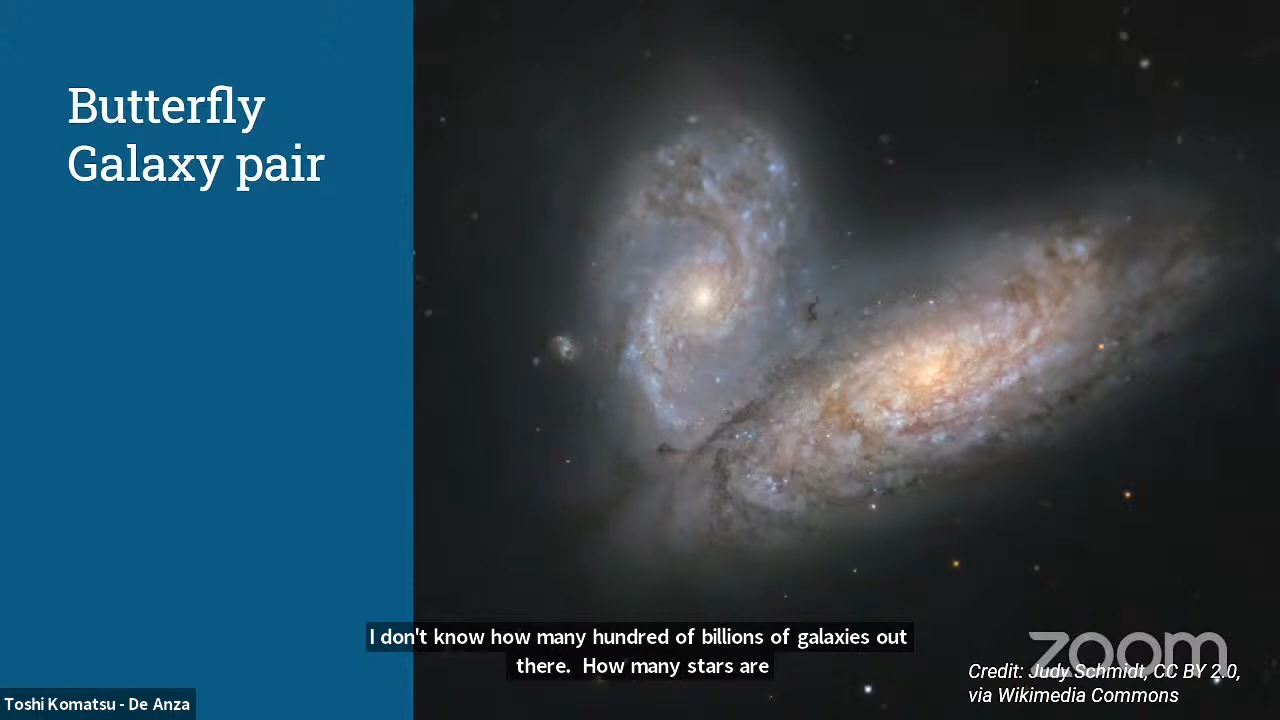 Butterfly
Galaxy pair
I don't know how many hundred of billions of galaxies out
there. How many stars are
zoom
Credit: Judy Schmidt, CC BY 2.0,
via Wikimedia Commons
Toshi Komatsu - De Anza